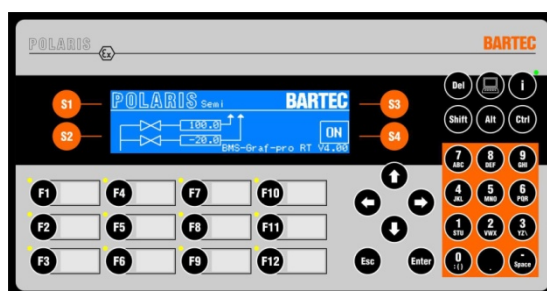 POLARIS Ex BARTEC
Del i
S1 POLARIS Semi BARTEC S3
Shift Alt Ctrl
100.0
S2 -20.0 ON S4
BMS-Graf-pro RT V4.00
7 ABC 8 DEF 9 GHI
F1 F4 F7 F10
4 JKL 5 MNO 6 PQR
F2 F5 F8 F11
1 STU 2 VWX 3 YZ\
F3 F6 F9 F12
Esc Enter
0 :() . - Space